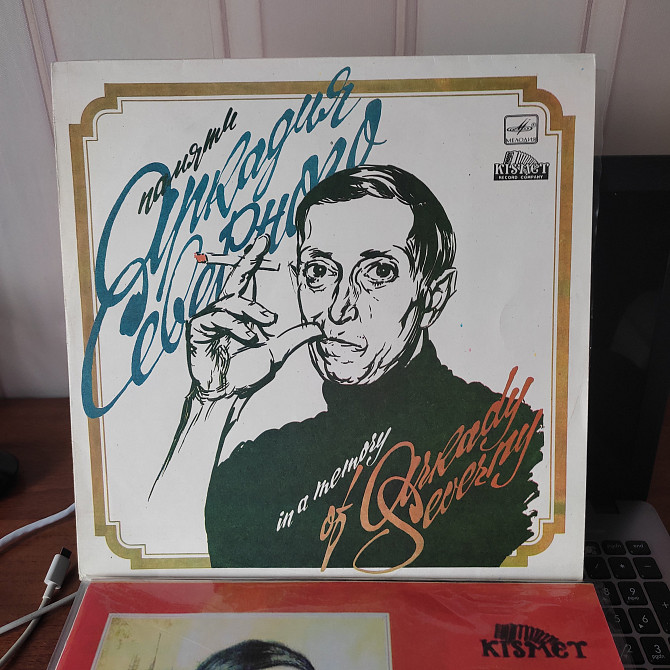 памяти
Аркадия
Северного
МЕЛОДИЯ
KISMET
RECORD COMPANY
in a memory
of Arkady
Severny
KISMET